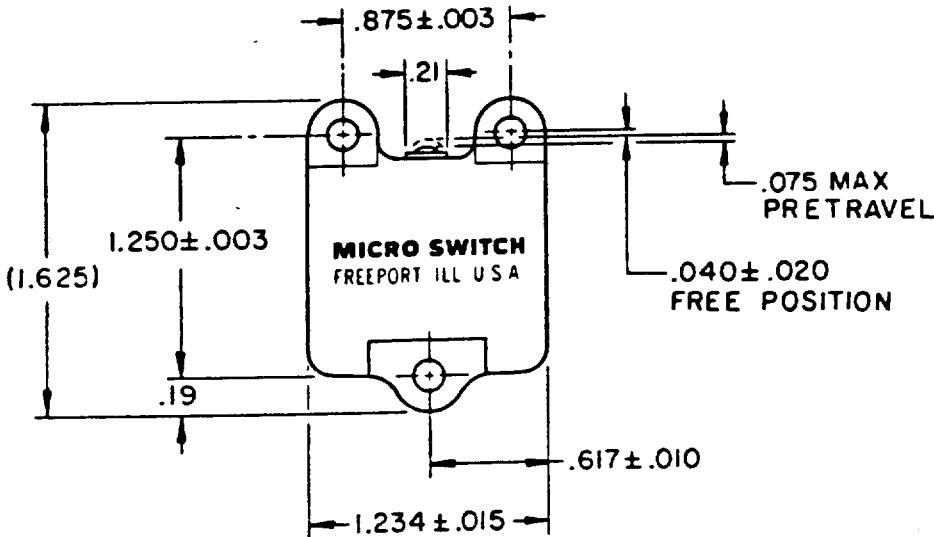 .875±.003
.21
.075 MAX
PRETRAVEL
1.250±.003
MICRO SWITCH
FREEPORT ILL U S A
(1.625)
.040±.020
FREE POSITION
.19
.617±.010
1.234±.015